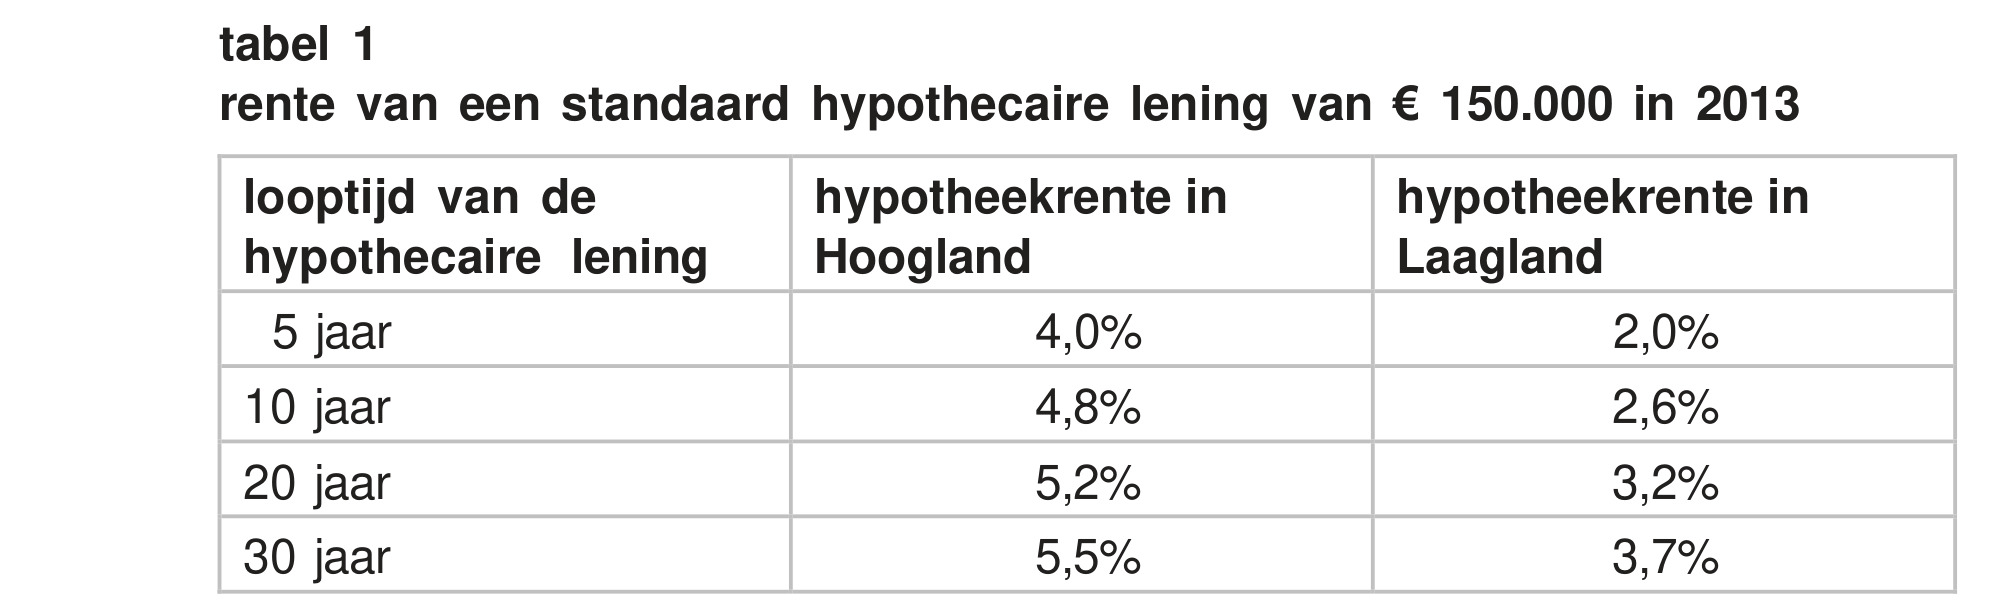 tabel 1
rente van een standaard hypothecaire lening van € 150.000 in 2013
looptijd van de hypothecaire lening | hypotheekrente in Hoogland | hypotheekrente in Laagland
5 jaar | 4,0% | 2,0%
10 jaar | 4,8% | 2,6%
20 jaar | 5,2% | 3,2%
30 jaar | 5,5% | 3,7%